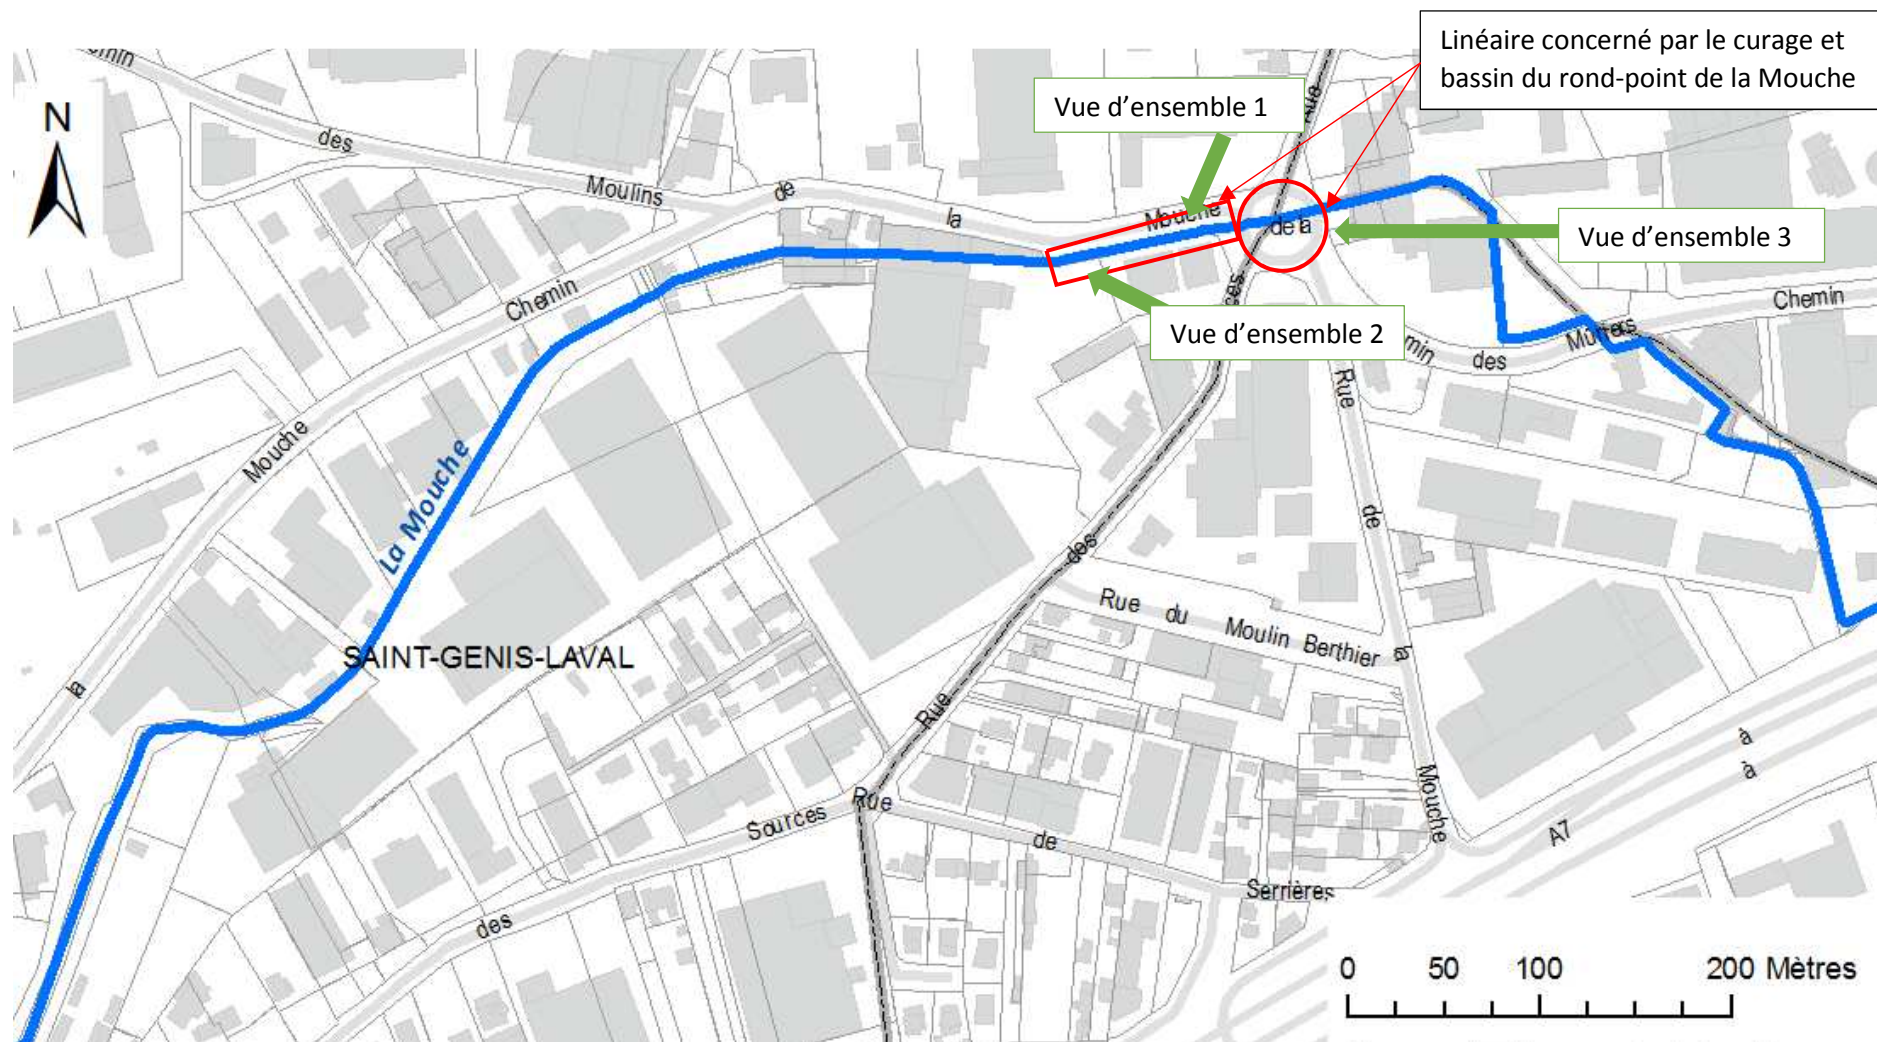 Linéaire concerné par le curage et
bassin du rond-point de la Mouche
Vue d'ensemble 1
N
des
Moulins
de
la
Mouche
de la
Rue
Vue d'ensemble 3
Vue d'ensemble 2
Chemin
Chemin
des
Mûriers
Rue
La Mouche
Mouche
la
des
de
Rue du Moulin Berthier
la
SAINT-GENIS-LAVAL
Rue
Mouche
à
à
A7
Sources
Rue
de
Serrières
des
0 50 100 200 Mètres